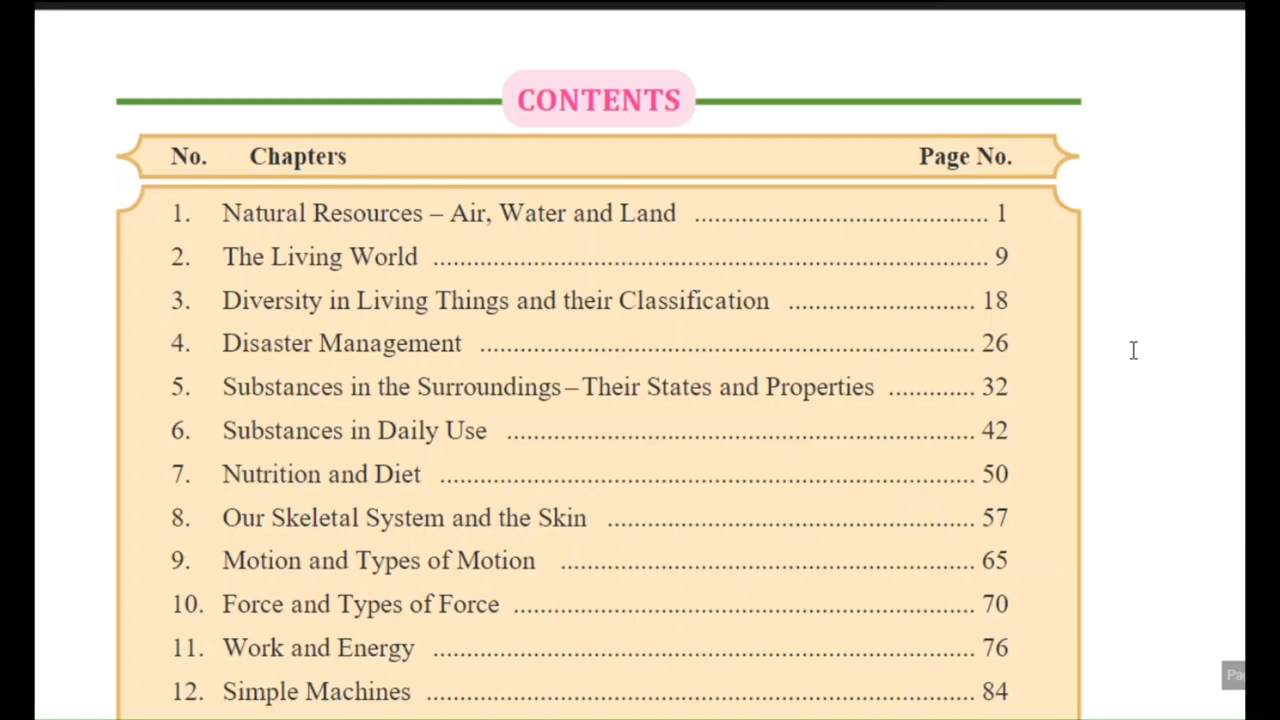 CONTENTS
No. Chapters Page No.
1. Natural Resources – Air, Water and Land ............................................ 1
2. The Living World ................................................................................... 9
3. Diversity in Living Things and their Classification ............................ 18
4. Disaster Management .......................................................................... 26
5. Substances in the Surroundings – Their States and Properties ............. 32
6. Substances in Daily Use ...................................................................... 42
7. Nutrition and Diet ................................................................................ 50
8. Our Skeletal System and the Skin ....................................................... 57
9. Motion and Types of Motion .............................................................. 65
10. Force and Types of Force ..................................................................... 70
11. Work and Energy ................................................................................. 76
12. Simple Machines .................................................................................. 84